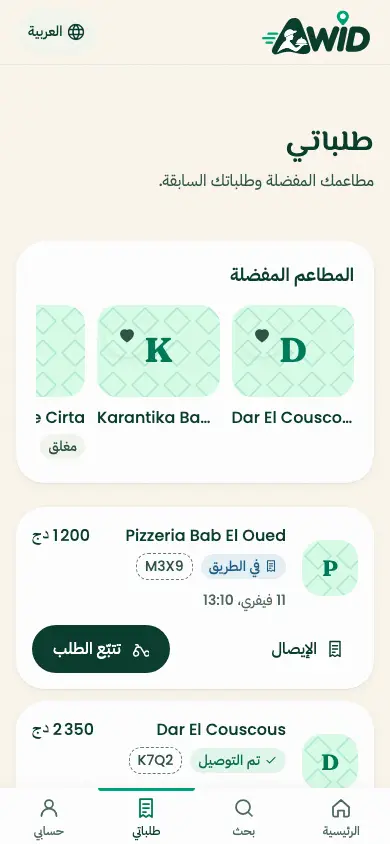 AWID
العربية
طلباتي
مطاعمك المفضلة وطلباتك السابقة.
المطاعم المفضلة
D
K
Dar El Cousco...
Karantika Ba...
e Cirta
مغلق
P
Pizzeria Bab El Oued
1200 دج
في الطريق
M3X9
11 فيفري، 13:10
الإيصال
تتبّع الطلب
D
Dar El Couscous
2350 دج
تم التوصيل
K7Q2
الرئيسية
بحث
طلباتي
حسابي